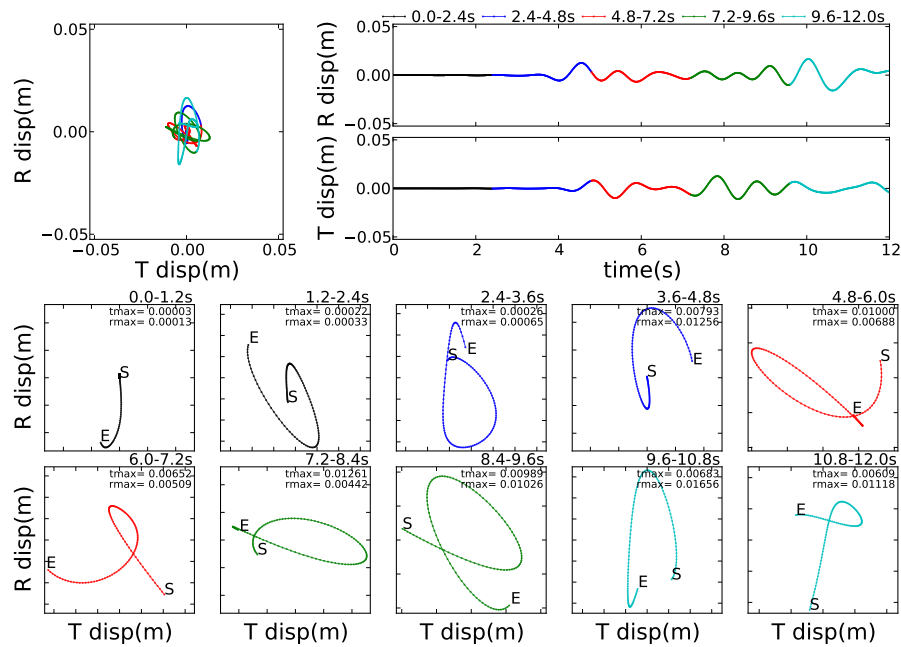 0.0-2.4s 2.4-4.8s 4.8-7.2s 7.2-9.6s 9.6-12.0s
0.05
0.00
−0.05
R disp(m)
−0.05 0.00 0.05
T disp(m)
0.05
0.00
−0.05
R disp(m)
0.05
0.00
−0.05
T disp(m)
0 2 4 6 8 10 12
time(s)
0.0-1.2s
tmax= 0.00003
rmax= 0.00013
S
E
R disp(m)
1.2-2.4s
tmax= 0.00022
rmax= 0.00033
E
S
2.4-3.6s
tmax= 0.00026
rmax= 0.00065
S
E
3.6-4.8s
tmax= 0.00793
rmax= 0.01256
E
S
4.8-6.0s
tmax= 0.01000
rmax= 0.00688
S
E
6.0-7.2s
tmax= 0.00652
rmax= 0.00509
E
S
R disp(m)
T disp(m)
7.2-8.4s
tmax= 0.01261
rmax= 0.00442
E
S
T disp(m)
8.4-9.6s
tmax= 0.00989
rmax= 0.01026
S
E
T disp(m)
9.6-10.8s
tmax= 0.00683
rmax= 0.01656
S
E
T disp(m)
10.8-12.0s
tmax= 0.00609
rmax= 0.01118
E
S
T disp(m)